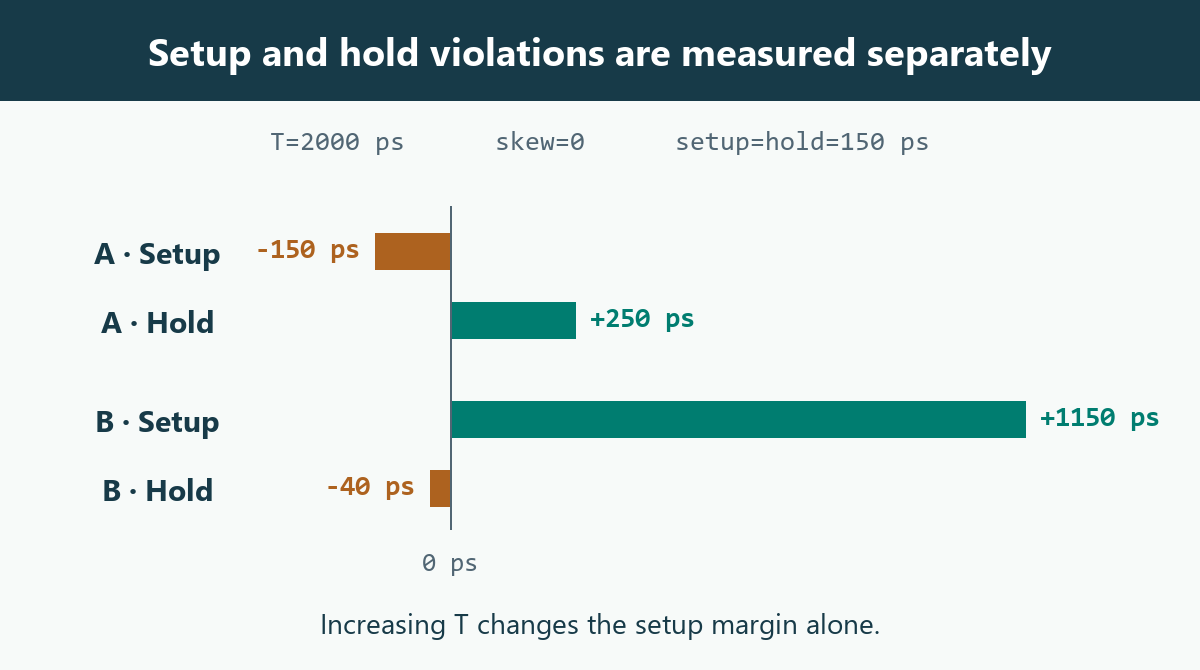 Setup and hold violations are measured separately
T=2000 ps skew=0 setup=hold=150 ps
A · Setup -150 ps
A · Hold +250 ps
B · Setup +1150 ps
B · Hold -40 ps
0 ps
Increasing T changes the setup margin alone.